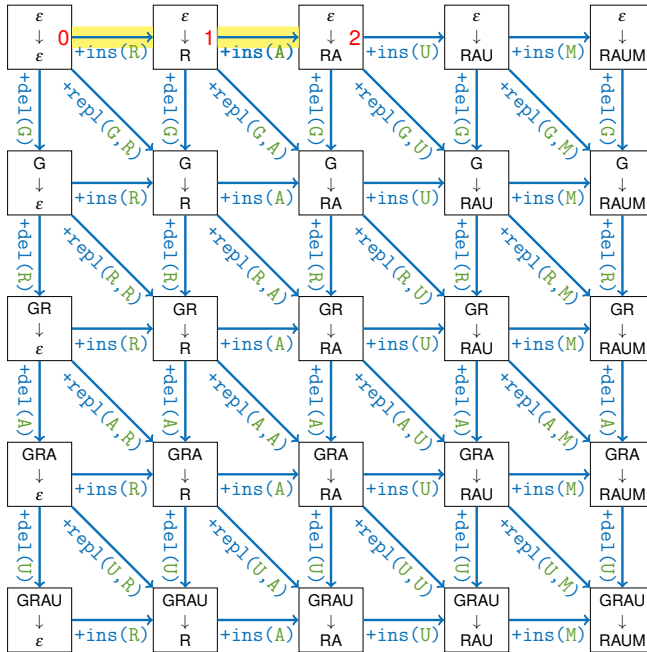 ε ε ε ε ε
↓ 0 ↓ 1 ↓ 2 ↓ ↓
ε +ins(R) R +ins(A) RA +ins(U) RAU +ins(M) RAUM
+del(G) +repl(G,R) +del(G) +repl(G,A) +del(G) +repl(G,U) +del(G) +repl(G,M) +del(G)
G G G G G
↓ ↓ ↓ ↓ ↓
ε +ins(R) R +ins(A) RA +ins(U) RAU +ins(M) RAUM
+del(R) +repl(R,R) +del(R) +repl(R,A) +del(R) +repl(R,U) +del(R) +repl(R,M) +del(R)
GR GR GR GR GR
↓ ↓ ↓ ↓ ↓
ε +ins(R) R +ins(A) RA +ins(U) RAU +ins(M) RAUM
+del(A) +repl(A,R) +del(A) +repl(A,A) +del(A) +repl(A,U) +del(A) +repl(A,M) +del(A)
GRA GRA GRA GRA GRA
↓ ↓ ↓ ↓ ↓
ε +ins(R) R +ins(A) RA +ins(U) RAU +ins(M) RAUM
+del(U) +repl(U,R) +del(U) +repl(U,A) +del(U) +repl(U,U) +del(U) +repl(U,M) +del(U)
GRAU GRAU GRAU GRAU GRAU
↓ ↓ ↓ ↓ ↓
ε +ins(R) R +ins(A) RA +ins(U) RAU +ins(M) RAUM